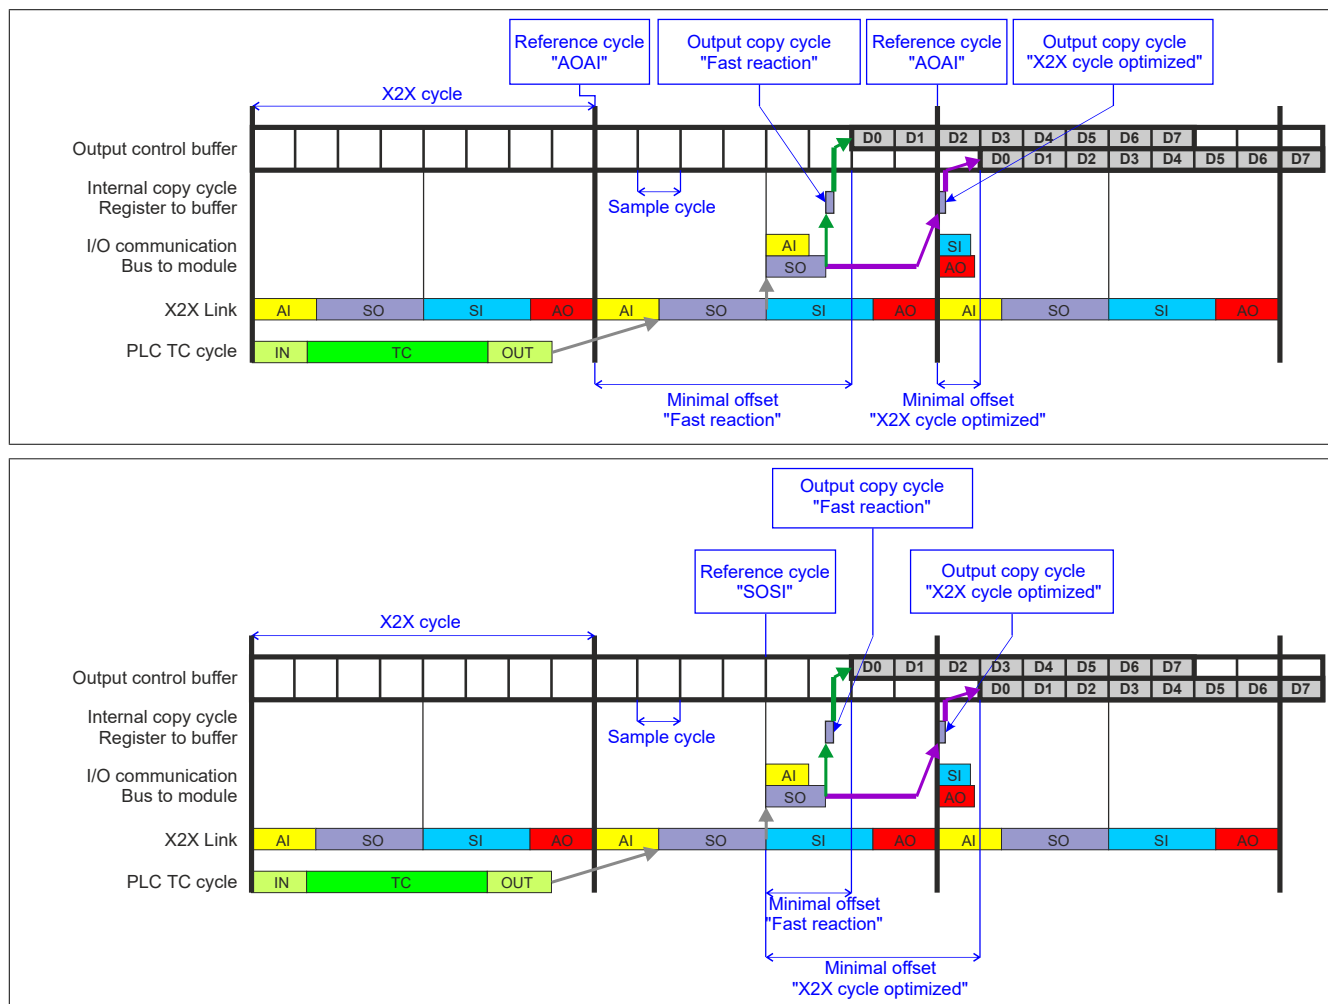 Reference cycle
"AOAI"
Output copy cycle
"Fast reaction"
Reference cycle
"AOAI"
Output copy cycle
"X2X cycle optimized"
X2X cycle
Output control buffer
D0 D1 D2 D3 D4 D5 D6 D7
D0 D1 D2 D3 D4 D5 D6 D7
Internal copy cycle
Register to buffer
Sample cycle
I/O communication
Bus to module
AI
SO
SI
AO
X2X Link
AI SO SI AO AI SO SI AO AI SO SI AO
PLC TC cycle
IN TC OUT
Minimal offset
"Fast reaction"
Minimal offset
"X2X cycle optimized"
Output copy cycle
"Fast reaction"
Reference cycle
"SOSI"
Output copy cycle
"X2X cycle optimized"
X2X cycle
Output control buffer
D0 D1 D2 D3 D4 D5 D6 D7
D0 D1 D2 D3 D4 D5 D6 D7
Internal copy cycle
Register to buffer
Sample cycle
I/O communication
Bus to module
AI
SO
SI
AO
X2X Link
AI SO SI AO AI SO SI AO AI SO SI AO
PLC TC cycle
IN TC OUT
Minimal offset
"Fast reaction"
Minimal offset
"X2X cycle optimized"